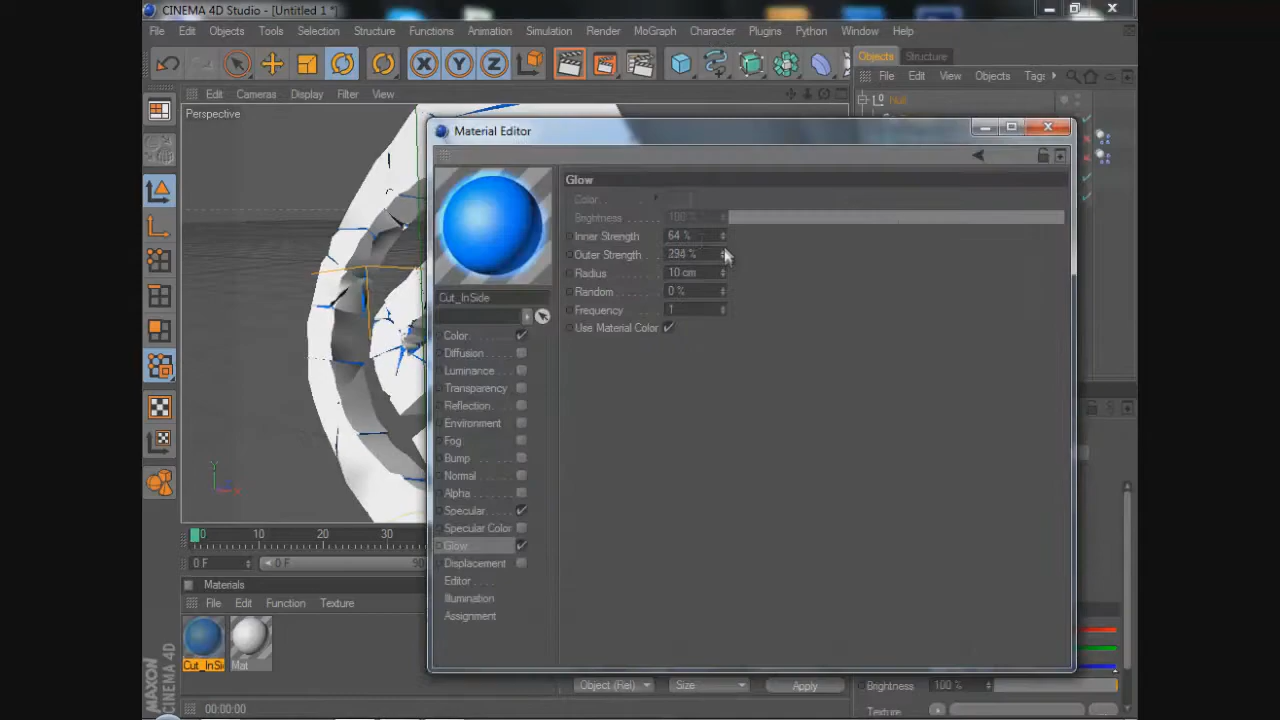 CINEMA 4D Studio - [Untitled 1 *]
File Edit Objects Tools Selection Structure Functions Animation Simulation Render MoGraph Character Plugins Python Window Help
Objects Structure
File Edit View Objects Tags
Edit Cameras Display Filter View
Null
Perspective
Material Editor
Glow
Color
Brightness 100 %
Inner Strength 64 %
Outer Strength 294 %
Radius 10 cm
Random 0 %
Frequency 1
Use Material Color
Cut_InSide
Color
Diffusion
Luminance
Transparency
Reflection
Environment
Fog
Bump
Normal
Alpha
Specular
Specular Color
Glow
Displacement
Editor
Illumination
Assignment
X Y Z
Y
X
0 10 20 30
0 F 0 F 90
Materials
File Edit Function Texture
Cut_InSi Mat
MAXON CINEMA 4D
Object (Rel) Size Apply
Brightness 100 %
Texture
00:00:00